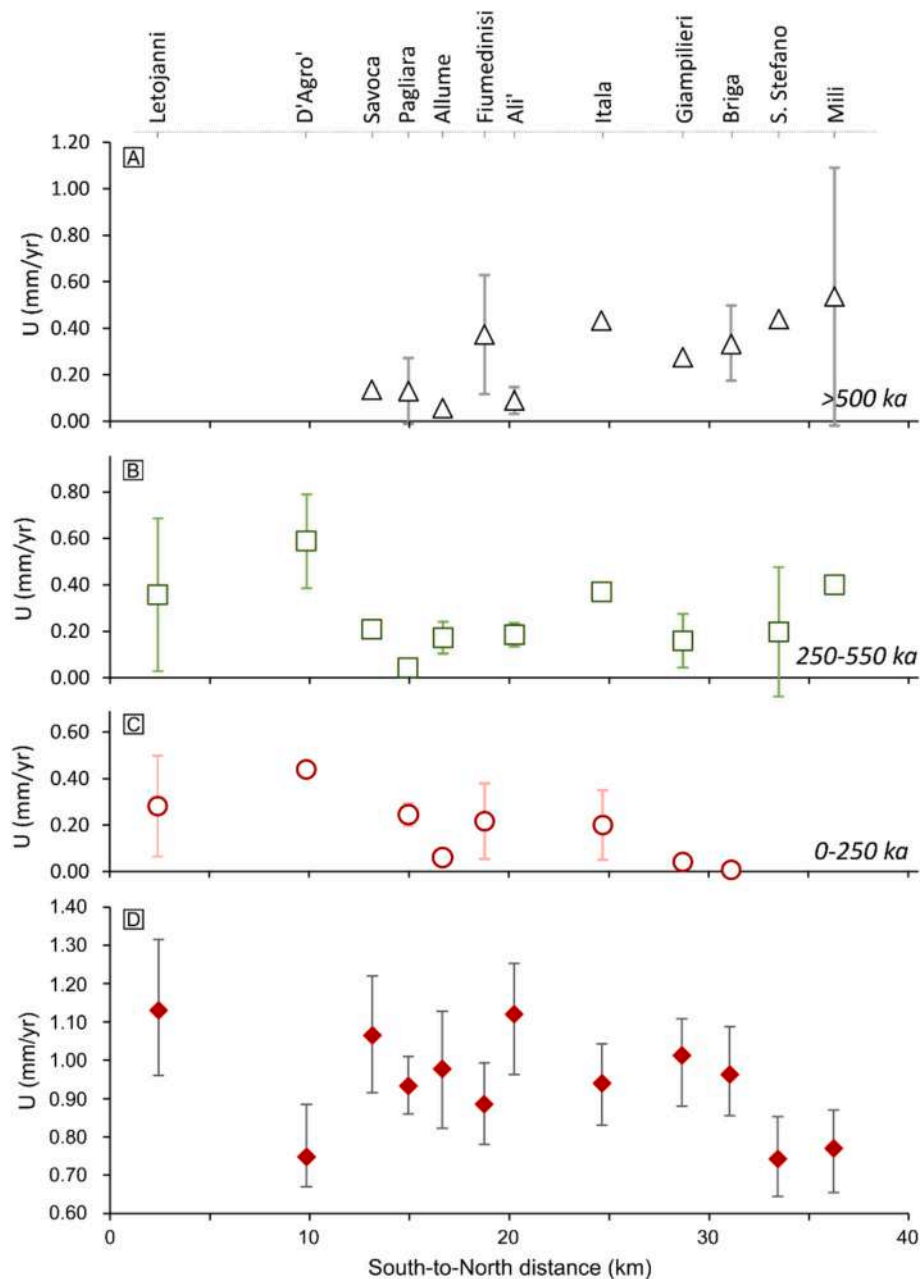 Letojanni
D'Agro'
Savoca
Pagliara
Allume
Fiumedinisi
Ali'
Itala
Giampilieri
Briga
S. Stefano
Mili
A
1.20
1.00
0.80
0.60
0.40
0.20
0.00
U (mm/yr)
>500 ka
B
0.80
0.60
0.40
0.20
0.00
U (mm/yr)
250-550 ka
C
0.60
0.40
0.20
0.00
U (mm/yr)
0-250 ka
D
1.40
1.30
1.20
1.10
1.00
0.90
0.80
0.70
0.60
U (mm/yr)
0 10 20 30 40
South-to-North distance (km)